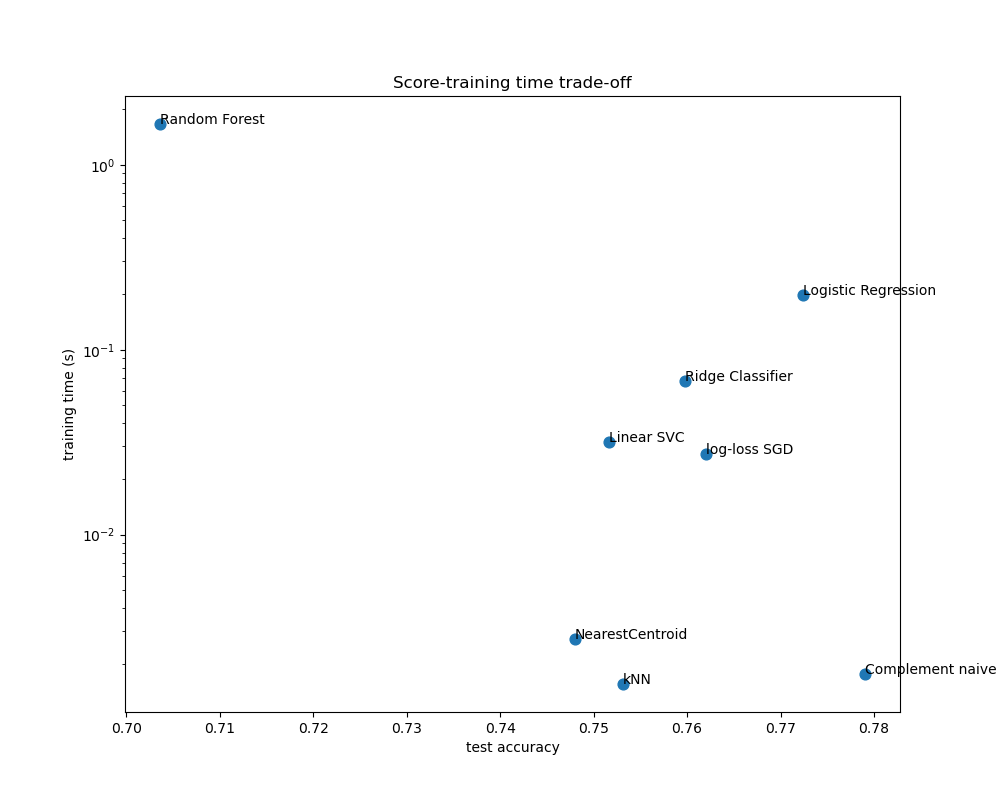 Score-training time trade-off
Random Forest
10⁰
Logistic Regression
10⁻¹
Ridge Classifier
training time (s)
Linear SVC
log-loss SGD
10⁻²
NearestCentroid
Complement naive
kNN
0.70 0.71 0.72 0.73 0.74 0.75 0.76 0.77 0.78
test accuracy